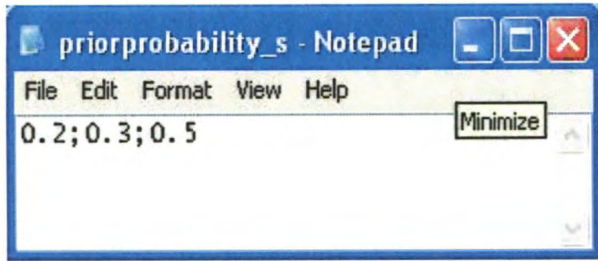 priorprobability_s - Notepad
File Edit Format View Help
Minimize
0.2;0.3;0.5